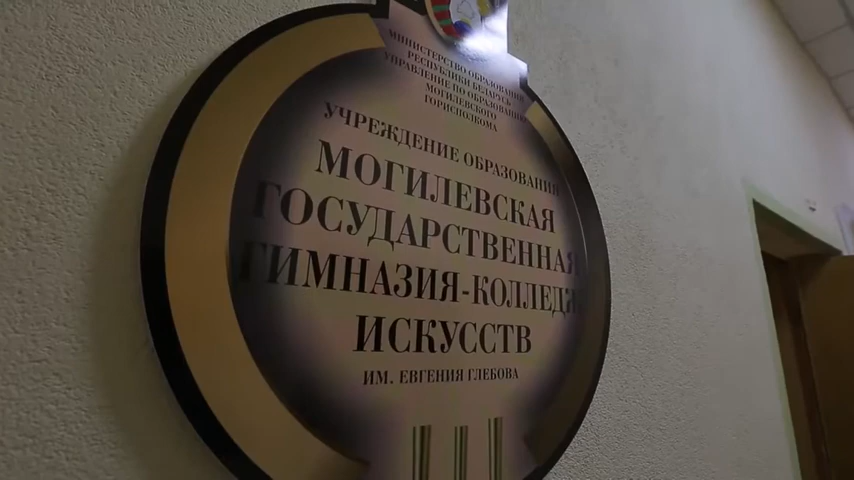 МИНИСТЕРСТВО ОБРАЗОВАНИЯ
РЕСПУБЛИКИ БЕЛАРУСЬ
УПРАВЛЕНИЕ ПО ОБРАЗОВАНИЮ
МОГИЛЕВСКОГО
ГОРИСПОЛКОМА
УЧРЕЖДЕНИЕ ОБРАЗОВАНИЯ
МОГИЛЕВСКАЯ
ГОСУДАРСТВЕННАЯ
ГИМНАЗИЯ-КОЛЛЕДЖ
ИСКУССТВ
ИМ. ЕВГЕНИЯ ГЛЕБОВА